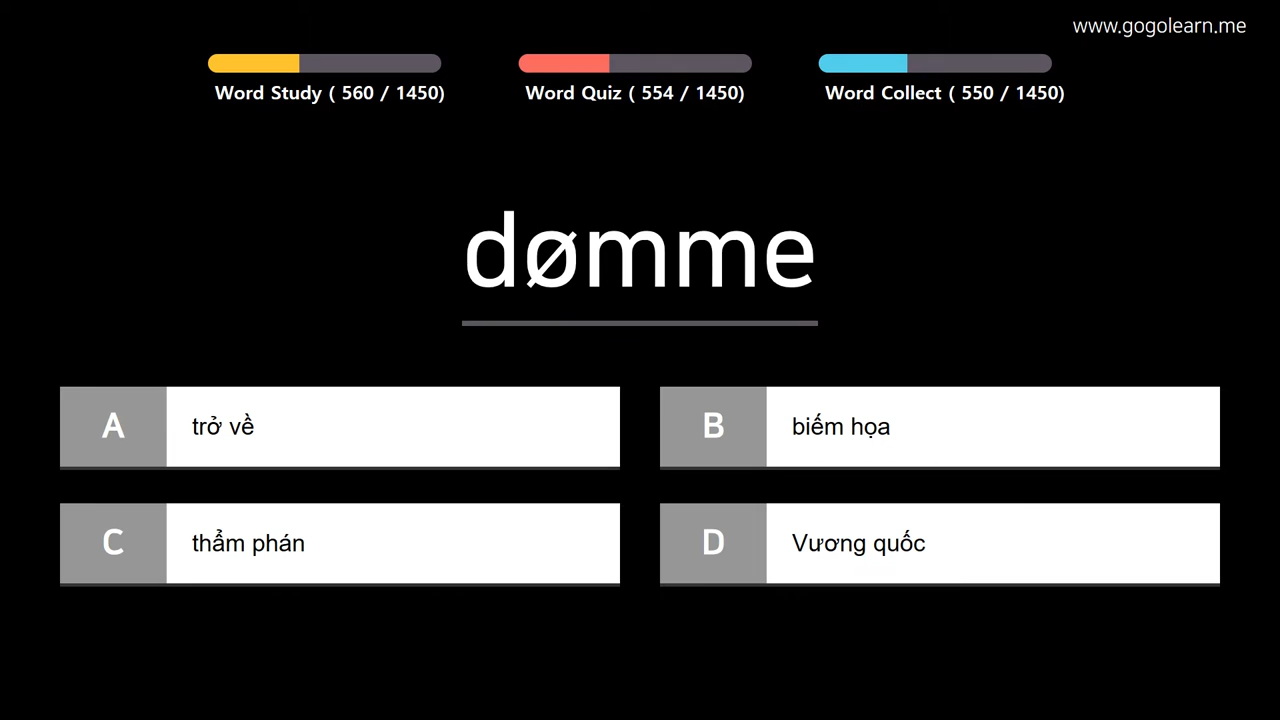 www.gogolearn.me
Word Study ( 560 / 1450)
Word Quiz ( 554 / 1450)
Word Collect ( 550 / 1450)
dømme
A
trở về
B
biếm họa
C
thẩm phán
D
Vương quốc